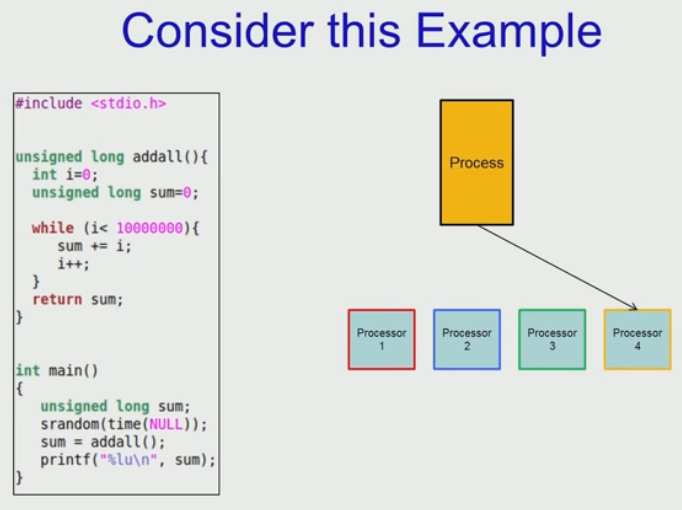 Consider this Example
#include <stdio.h>
unsigned long addall(){
int i=0;
unsigned long sum=0;
while (i< 10000000){
sum += i;
i++;
}
return sum;
}
int main()
{
unsigned long sum;
srandom(time(NULL));
sum = addall();
printf("%lu\n", sum);
}
Process
Processor
1
Processor
2
Processor
3
Processor
4